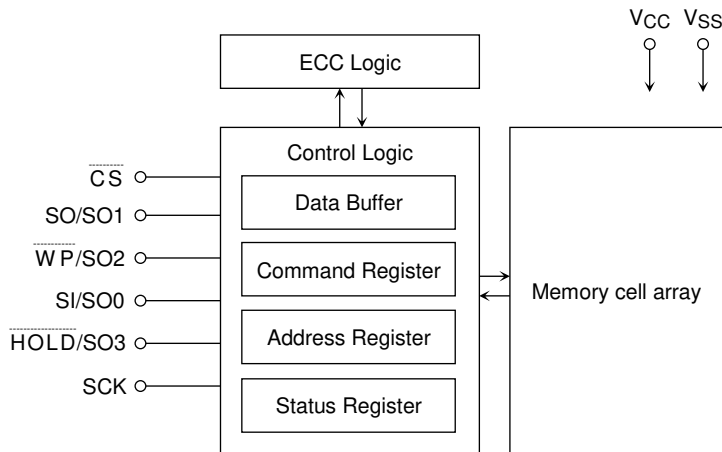 VCC VSS
ECC Logic
Control Logic
CS
Data Buffer
SO/SO1
WP/SO2
Command Register
Memory cell array
SI/SO0
Address Register
HOLD/SO3
SCK
Status Register